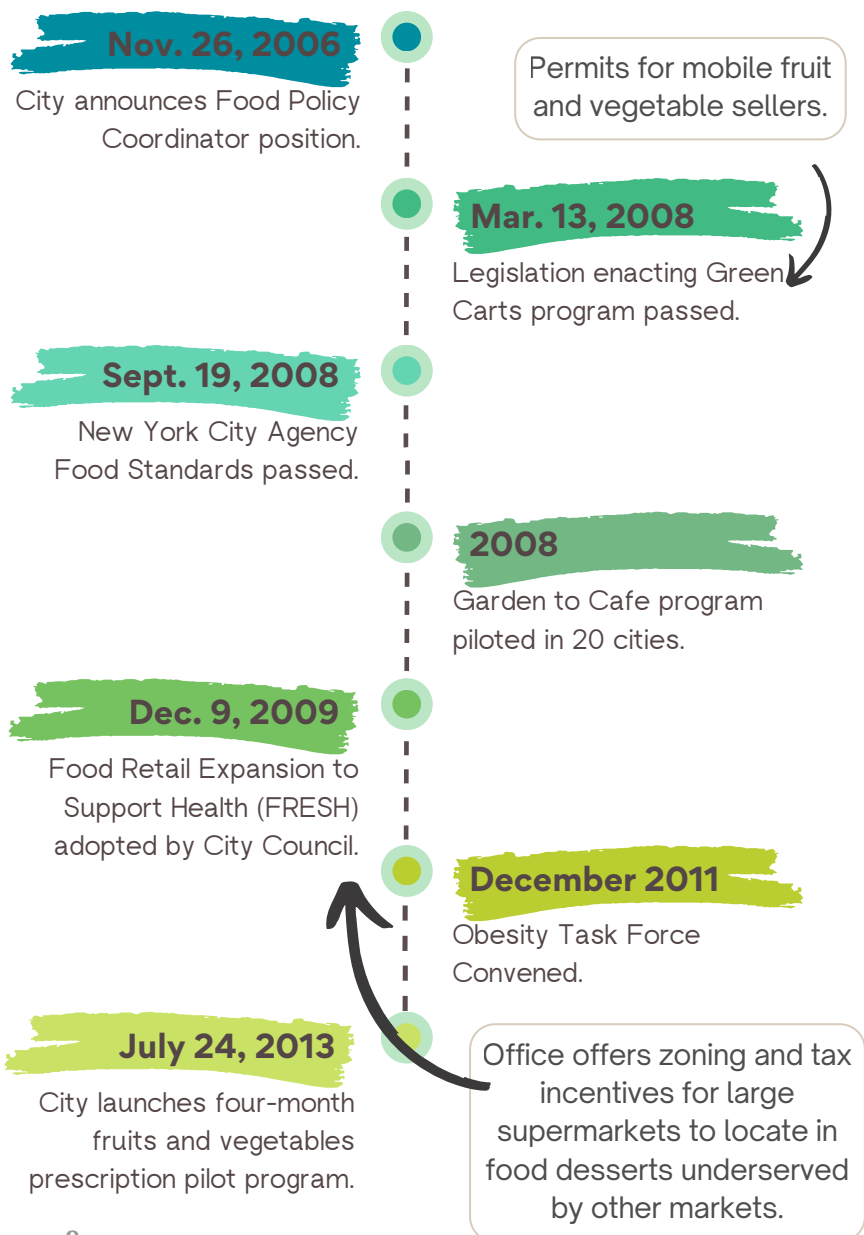 Nov. 26, 2006
City announces Food Policy
Coordinator position.
Permits for mobile fruit
and vegetable sellers.
Mar. 13, 2008
Legislation enacting Green
Carts program passed.
Sept. 19, 2008
New York City Agency
Food Standards passed.
2008
Garden to Cafe program
piloted in 20 cities.
Dec. 9, 2009
Food Retail Expansion to
Support Health (FRESH)
adopted by City Council.
December 2011
Obesity Task Force
Convened.
July 24, 2013
City launches four-month
fruits and vegetables
prescription pilot program.
Office offers zoning and tax
incentives for large
supermarkets to locate in
food desserts underserved
by other markets.